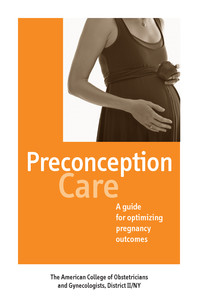 Preconception
Care
A guide
for optimizing
pregnancy
outcomes
The American College of Obstetricians
and Gynecologists, District II/NY